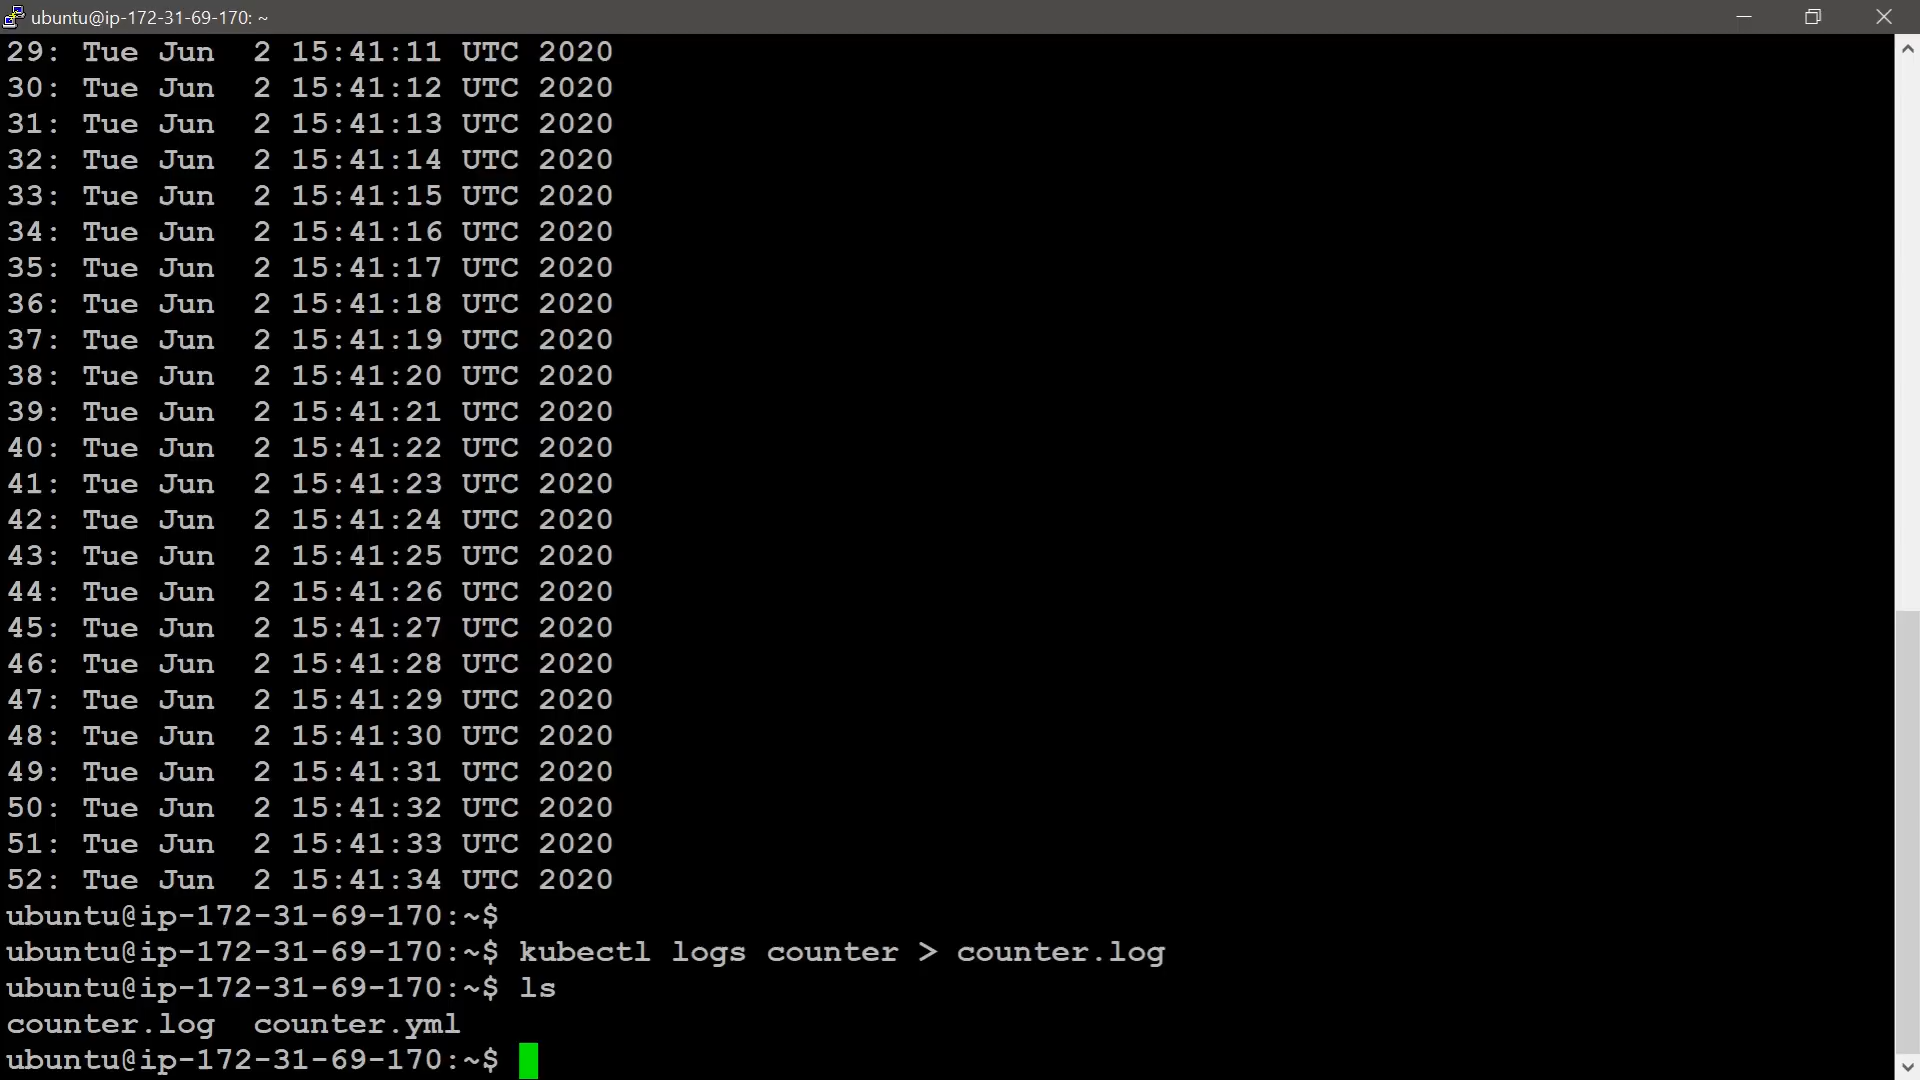 ubuntu@ip-172-31-69-170: ~
29: Tue Jun  2 15:41:11 UTC 2020
30: Tue Jun  2 15:41:12 UTC 2020
31: Tue Jun  2 15:41:13 UTC 2020
32: Tue Jun  2 15:41:14 UTC 2020
33: Tue Jun  2 15:41:15 UTC 2020
34: Tue Jun  2 15:41:16 UTC 2020
35: Tue Jun  2 15:41:17 UTC 2020
36: Tue Jun  2 15:41:18 UTC 2020
37: Tue Jun  2 15:41:19 UTC 2020
38: Tue Jun  2 15:41:20 UTC 2020
39: Tue Jun  2 15:41:21 UTC 2020
40: Tue Jun  2 15:41:22 UTC 2020
41: Tue Jun  2 15:41:23 UTC 2020
42: Tue Jun  2 15:41:24 UTC 2020
43: Tue Jun  2 15:41:25 UTC 2020
44: Tue Jun  2 15:41:26 UTC 2020
45: Tue Jun  2 15:41:27 UTC 2020
46: Tue Jun  2 15:41:28 UTC 2020
47: Tue Jun  2 15:41:29 UTC 2020
48: Tue Jun  2 15:41:30 UTC 2020
49: Tue Jun  2 15:41:31 UTC 2020
50: Tue Jun  2 15:41:32 UTC 2020
51: Tue Jun  2 15:41:33 UTC 2020
52: Tue Jun  2 15:41:34 UTC 2020
ubuntu@ip-172-31-69-170:~$
ubuntu@ip-172-31-69-170:~$ kubectl logs counter > counter.log
ubuntu@ip-172-31-69-170:~$ ls
counter.log  counter.yml
ubuntu@ip-172-31-69-170:~$